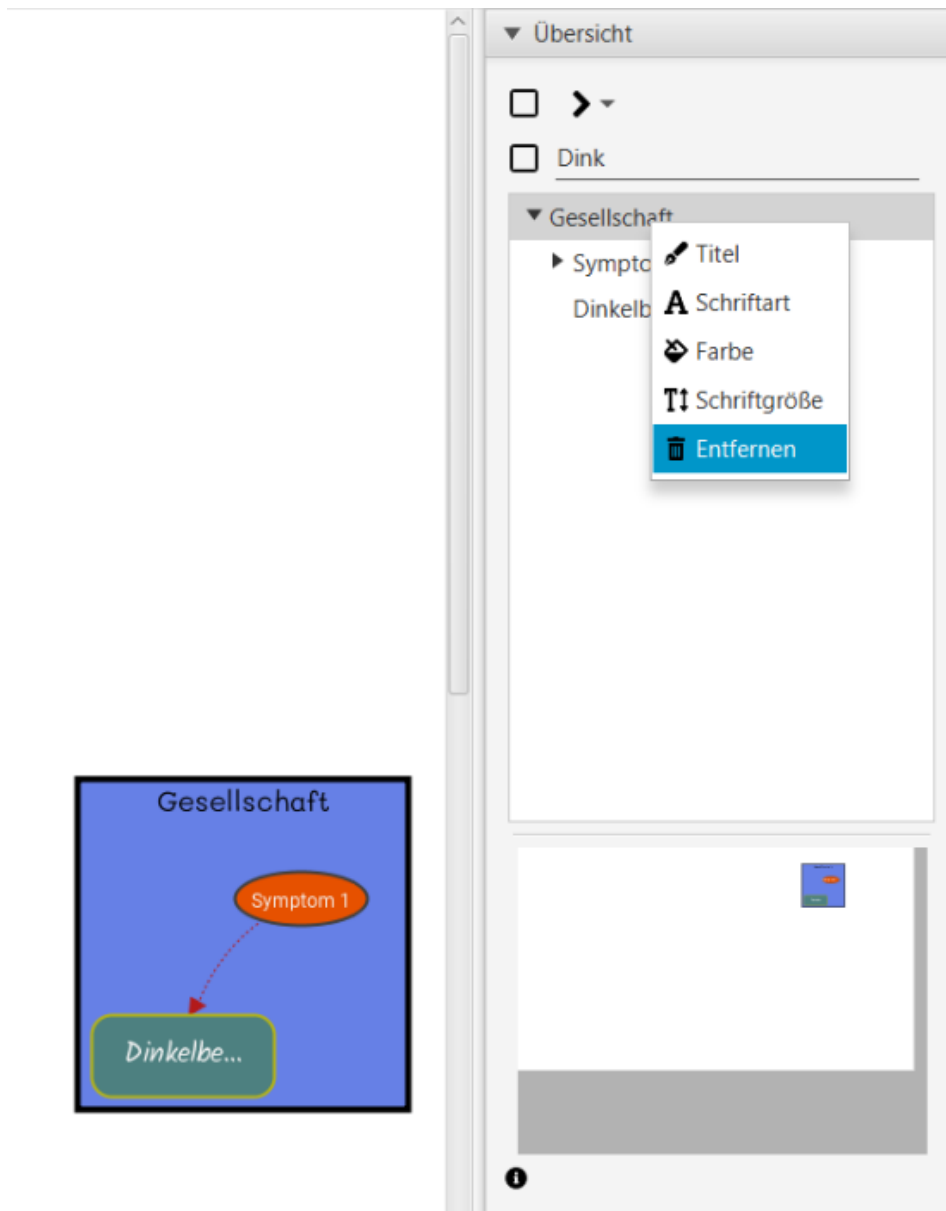 Übersicht
Dink
Gesellschaft
Sympto
Dinkelb
Titel
Schriftart
Farbe
Schriftgröße
Entfernen
Gesellschaft
Symptom 1
Dinkelbe...